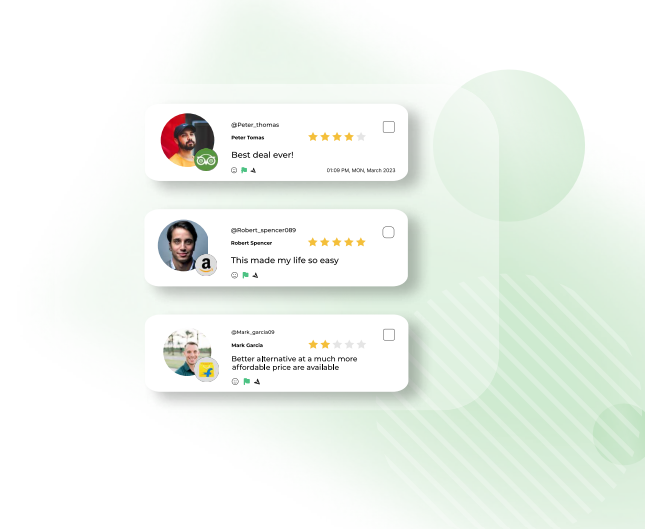 @Peter_thomas
Peter Tomas
Best deal ever!
01:09 PM, MON, March 2023
@Robert_spencer089
Robert Spencer
a
This made my life so easy
@Mark_garcia09
Mark Garcia
Better alternative at a much more
affordable price are available